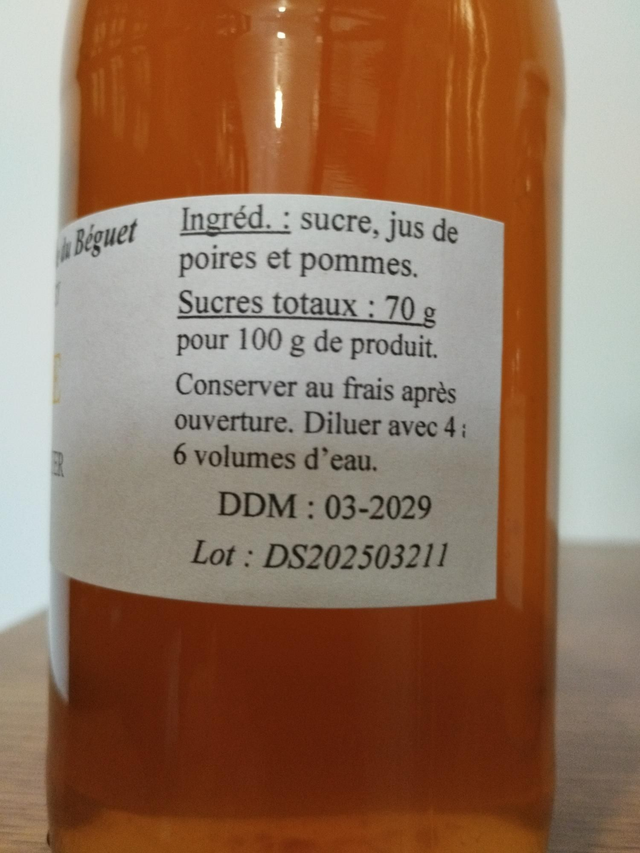 du Béguet
Ingréd. : sucre, jus de
poires et pommes.
Sucres totaux : 70 g
pour 100 g de produit.
Conserver au frais après
ouverture. Diluer avec 4
6 volumes d'eau.
DDM : 03-2029
Lot : DS202503211